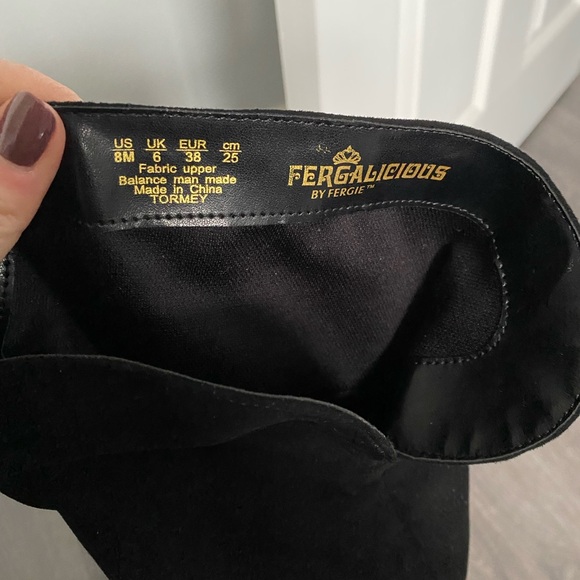 US UK EUR cm
8M 6 38 25
Fabric upper
Balance man made
Made in China
TORMEY
FERGALICIOUS
BY FERGIE™